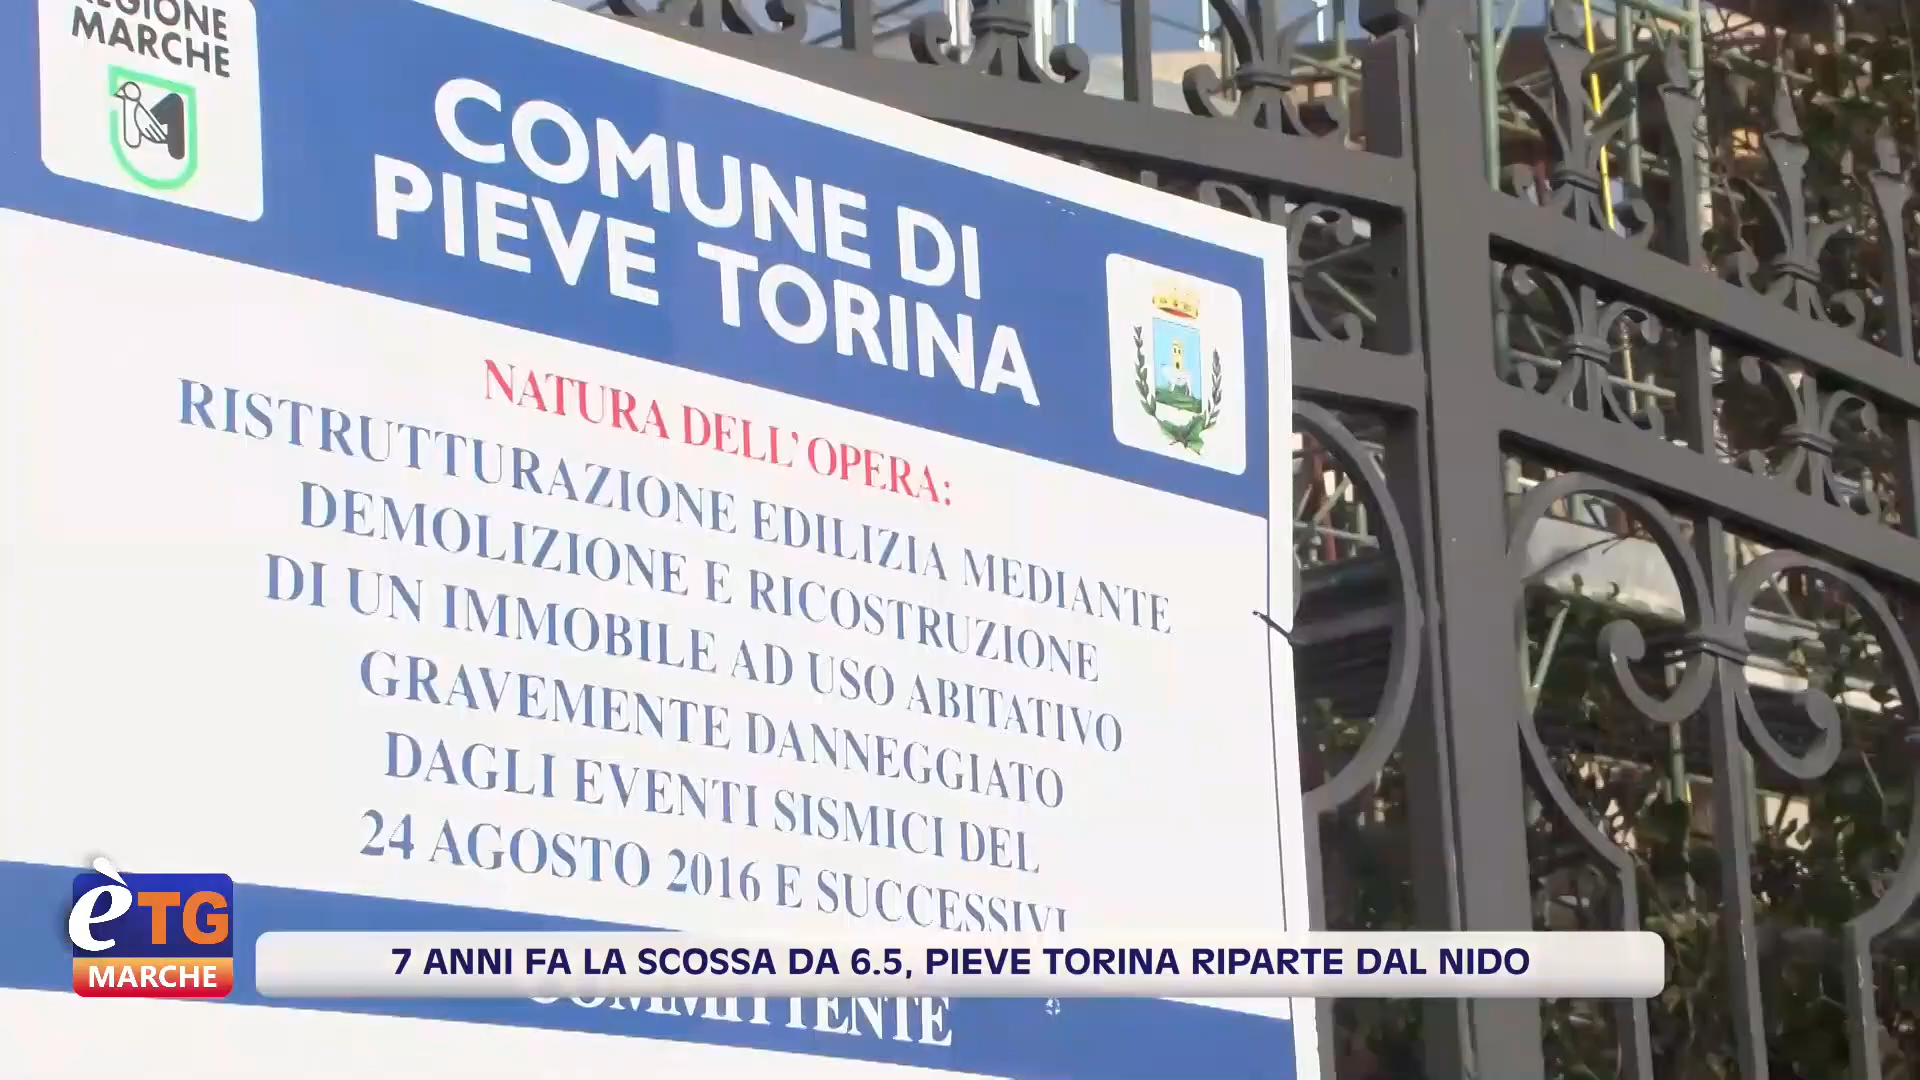 REGIONE
MARCHE
COMUNE DI
PIEVE TORINA
NATURA DELL'OPERA:
RISTRUTTURAZIONE EDILIZIA MEDIANTE
DEMOLIZIONE E RICOSTRUZIONE
DI UN IMMOBILE AD USO ABITATIVO
GRAVEMENTE DANNEGGIATO
DAGLI EVENTI SISMICI DEL
24 AGOSTO 2016 E SUCCESSIVI
COMMITTENTE
è TG
MARCHE
7 ANNI FA LA SCOSSA DA 6.5, PIEVE TORINA RIPARTE DAL NIDO